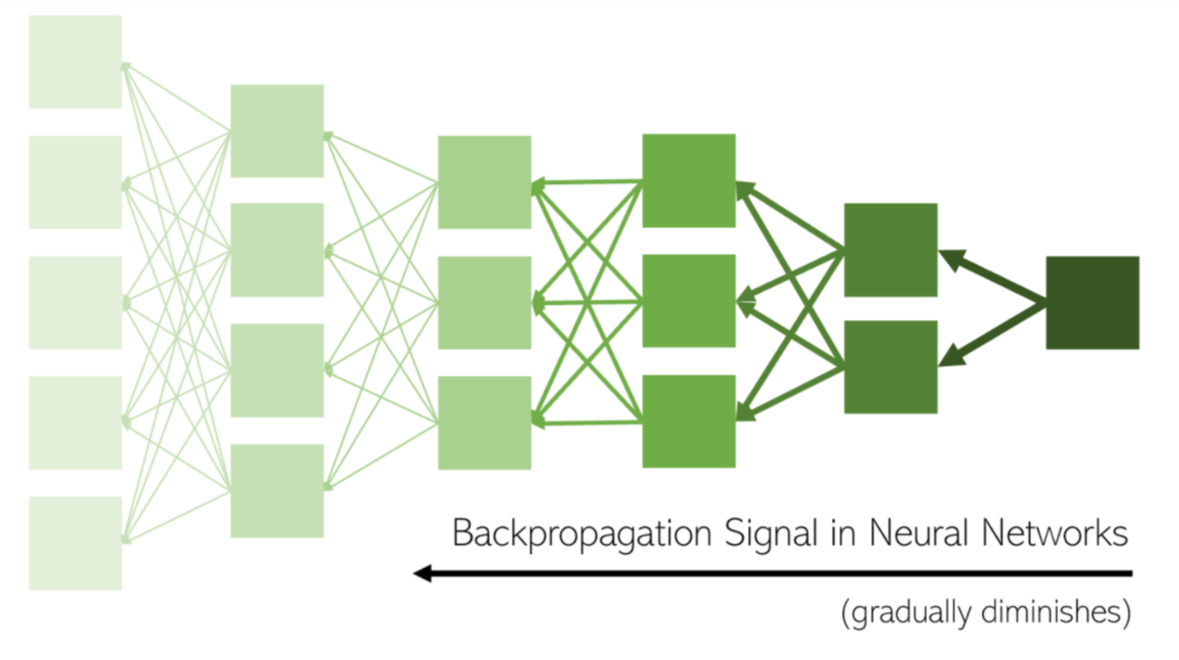 Backpropagation Signal in Neural Networks
(gradually diminishes)